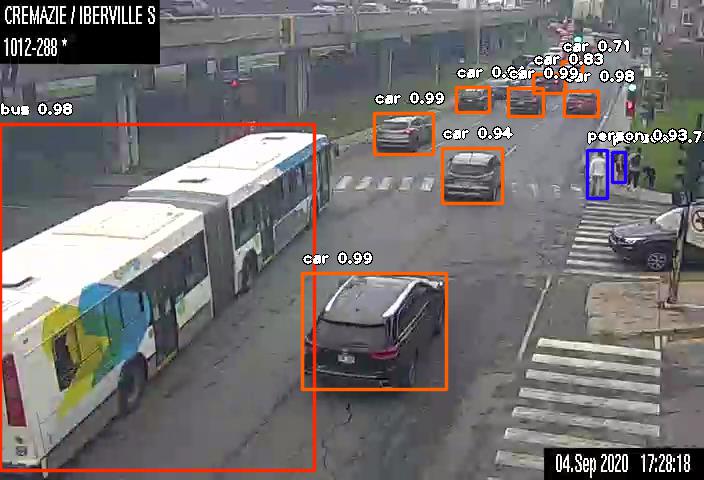 CREMAZIE / IBERVILLE S
1012-288 *
car 0.71
car 0.83
car 0.99
car 0.98
car 0.99
bus 0.98
car 0.94
car 0.99
04.Sep 2020 17:28:18